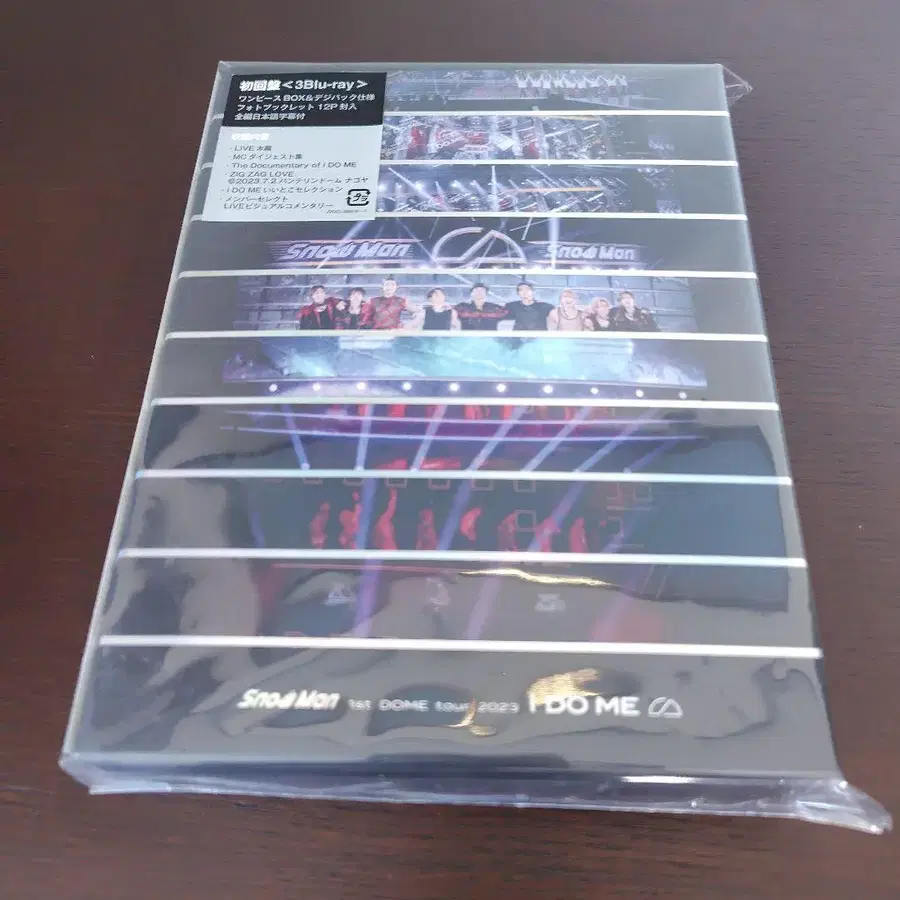 初回盤<3Blu-ray>
ワンピースBOX&デジパック仕様
フォトブックレット 12P 封入
全編日本語字幕付
収録内容
・LIVE 本編
・MC ダイジェスト集
・The Documentary of i DO ME
・ZIG ZAG LOVE
@2023.7.2 バンテリンドーム ナゴヤ
・i DO ME いいとこセレクション
・メンバーセレクト
LIVEビジュアルコメンタリー
プラ
Snow Man
Snow Man
Snow Man 1st DOME tour 2023 i DO ME